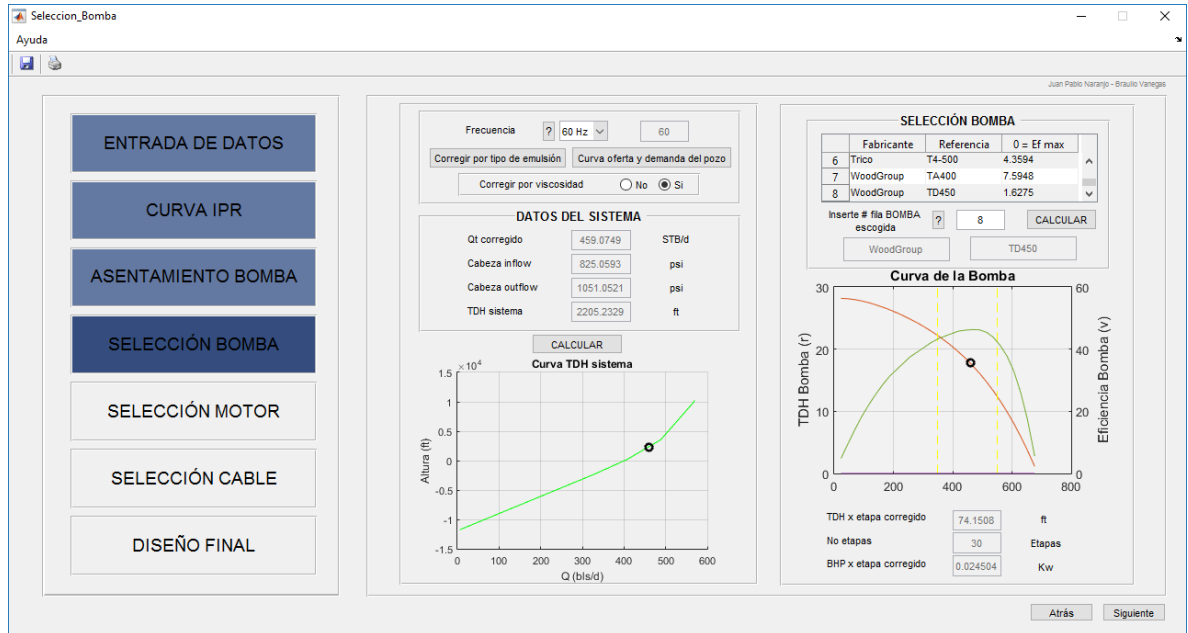 Seleccion_Bomba
Ayuda
Juan Pablo Naranjo - Braulio Vanegas
ENTRADA DE DATOS
CURVA IPR
ASENTAMIENTO BOMBA
SELECCIÓN BOMBA
SELECCIÓN MOTOR
SELECCIÓN CABLE
DISEÑO FINAL
Frecuencia ? 60 Hz 60
Corregir por tipo de emulsión Curva oferta y demanda del pozo
Corregir por viscosidad No Si
DATOS DEL SISTEMA
Qt corregido 459.0749 STB/d
Cabeza inflow 825.0593 psi
Cabeza outflow 1051.0521 psi
TDH sistema 2205.2329 ft
CALCULAR
Curva TDH sistema
×10^4
1.5
1
0.5
0
-0.5
-1
-1.5
Altura (ft)
0 100 200 300 400 500 600
Q (bls/d)
SELECCIÓN BOMBA
Fabricante Referencia 0 = Ef max
6 Trico T4-500 4.3594
7 WoodGroup TA400 7.5948
8 WoodGroup TD450 1.6275
Inserte # fila BOMBA
escogida ? 8 CALCULAR
WoodGroup TD450
Curva de la Bomba
30 60
20 40
10 20
0 0
TDH Bomba (r)
Eficiencia Bomba (v)
0 200 400 600 800
TDH x etapa corregido 74.1508 ft
No etapas 30 Etapas
BHP x etapa corregido 0.024504 Kw
Atrás Siguiente